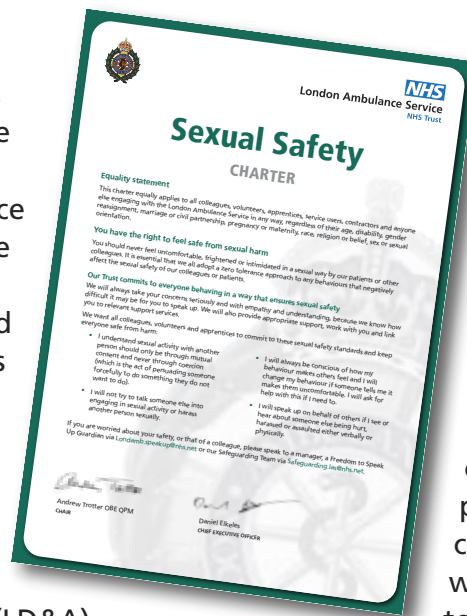 NHS
London Ambulance Service
NHS Trust
Sexual Safety
CHARTER
Equality statement
This charter equally applies to all colleagues, volunteers, apprentices, service users, contractors and anyone
else engaging with the London Ambulance Service in any way, regardless of their age, disability, gender
reassignment, marriage or civil partnership, pregnancy or maternity, race, religion or belief, sex or sexual
orientation.
You have the right to feel safe from sexual harm
You should never feel uncomfortable, frightened or intimidated in a sexual way by our patients or other
colleagues. It is essential that we all adopt a zero tolerance approach to any behaviours that negatively
affect the sexual safety of our colleagues or patients.
Our Trust commits to everyone behaving in a way that ensures sexual safety
We will always take your concerns seriously and with empathy and understanding, because we know how
difficult it may be for you to speak up. We will also provide appropriate support, work with you and link
you to relevant support services.
We want all colleagues, volunteers and apprentices to commit to these sexual safety standards and keep
everyone safe from harm:
• I understand sexual activity with another
person should only be through mutual
consent and never through coercion
(which is the act of persuading someone
forcefully to do something they do not
want to do).
• I will not try to talk someone else into
engaging in sexual activity or harass
another person sexually.
• I will always be conscious of how my
behaviour makes others feel and I will
change my behaviour if someone tells me it
makes them uncomfortable. I will ask for
help with this if I need to.
• I will speak up on behalf of others if I see or
hear about someone else being hurt,
harassed or assaulted either verbally or
physically.
If you are worried about your safety, or that of a colleague, please speak to a manager, a Freedom to Speak
Up Guardian via Londamb.speakup@nhs.net or our Safeguarding Team via Safeguarding.las@nhs.net.
Andrew Trotter OBE QPM
CHAIR
Daniel Elkeles
CHIEF EXECUTIVE OFFICER